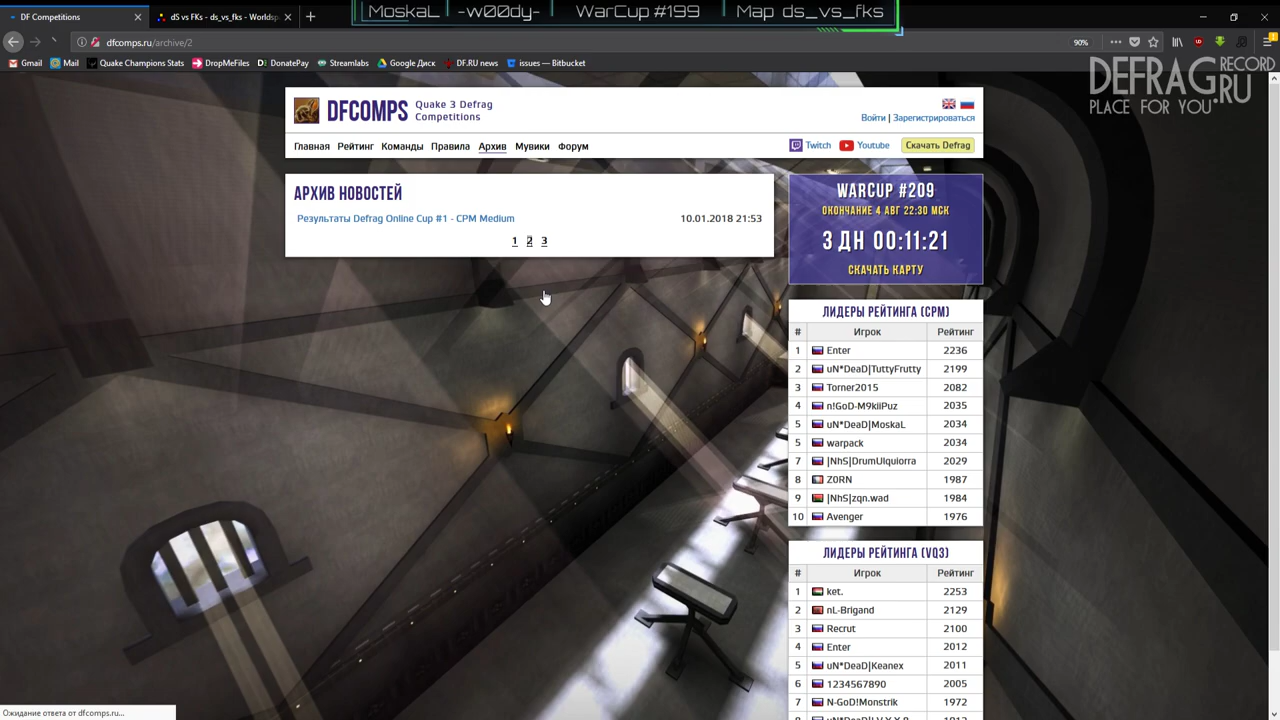 MoskaL | -w00dy- WarCup #199 Map ds_vs_fks
DF Competitions
dS vs FKs - ds_vs_fks - Worldsp
dfcomps.ru/archive/2
90%
Gmail Mail Quake Champions Stats DropMeFiles DonatePay Streamlabs Google Диск DF.RU news issues — Bitbucket
DEFRAG.RU
RECORD
PLACE FOR YOU
DFCOMPS
Quake 3 Defrag
Competitions
Войти | Зарегистрироваться
Главная Рейтинг Команды Правила Архив Мувики Форум
Twitch Youtube Скачать Defrag
АРХИВ НОВОСТЕЙ
Результаты Defrag Online Cup #1 - CPM Medium 10.01.2018 21:53
1 2 3
WARCUP #209
ОКОНЧАНИЕ 4 АВГ 22:30 МСК
3 ДН 00:11:21
СКАЧАТЬ КАРТУ
ЛИДЕРЫ РЕЙТИНГА (CPM)
# Игрок Рейтинг
1 Enter 2236
2 uN*DeaD|TuttyFrutty 2199
3 Torner2015 2082
4 n!GoD-M9kiiPuz 2035
5 uN*DeaD|MoskaL 2034
5 warpack 2034
7 |NhS|DrumUlquiorra 2029
8 Z0RN 1987
9 |NhS|zqn.wad 1984
10 Avenger 1976
ЛИДЕРЫ РЕЙТИНГА (VQ3)
# Игрок Рейтинг
1 ket. 2253
2 nL-Brigand 2129
3 Recrut 2100
4 Enter 2012
5 uN*DeaD|Keanex 2011
6 1234567890 2005
7 N-GoD!Monstrik 1972
Ожидание ответа от dfcomps.ru...